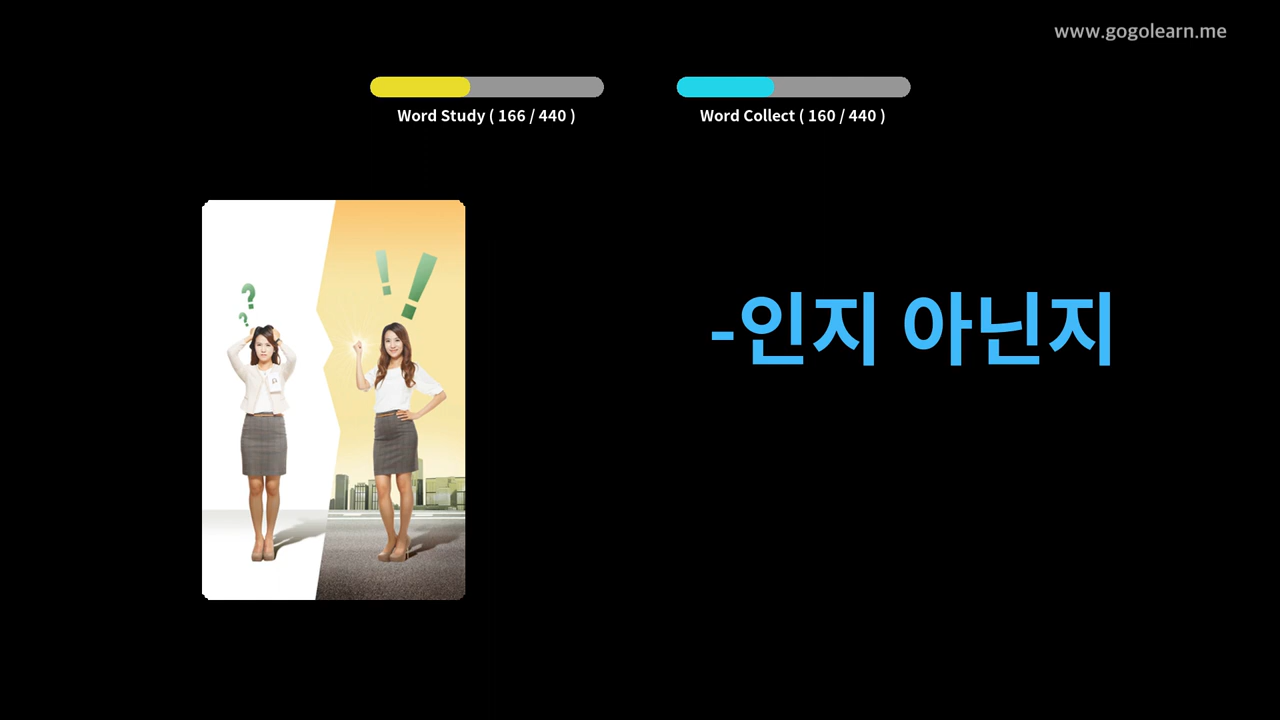 www.gogolearn.me
Word Study ( 166 / 440 )
Word Collect ( 160 / 440 )
? ?
! !
-인지 아닌지